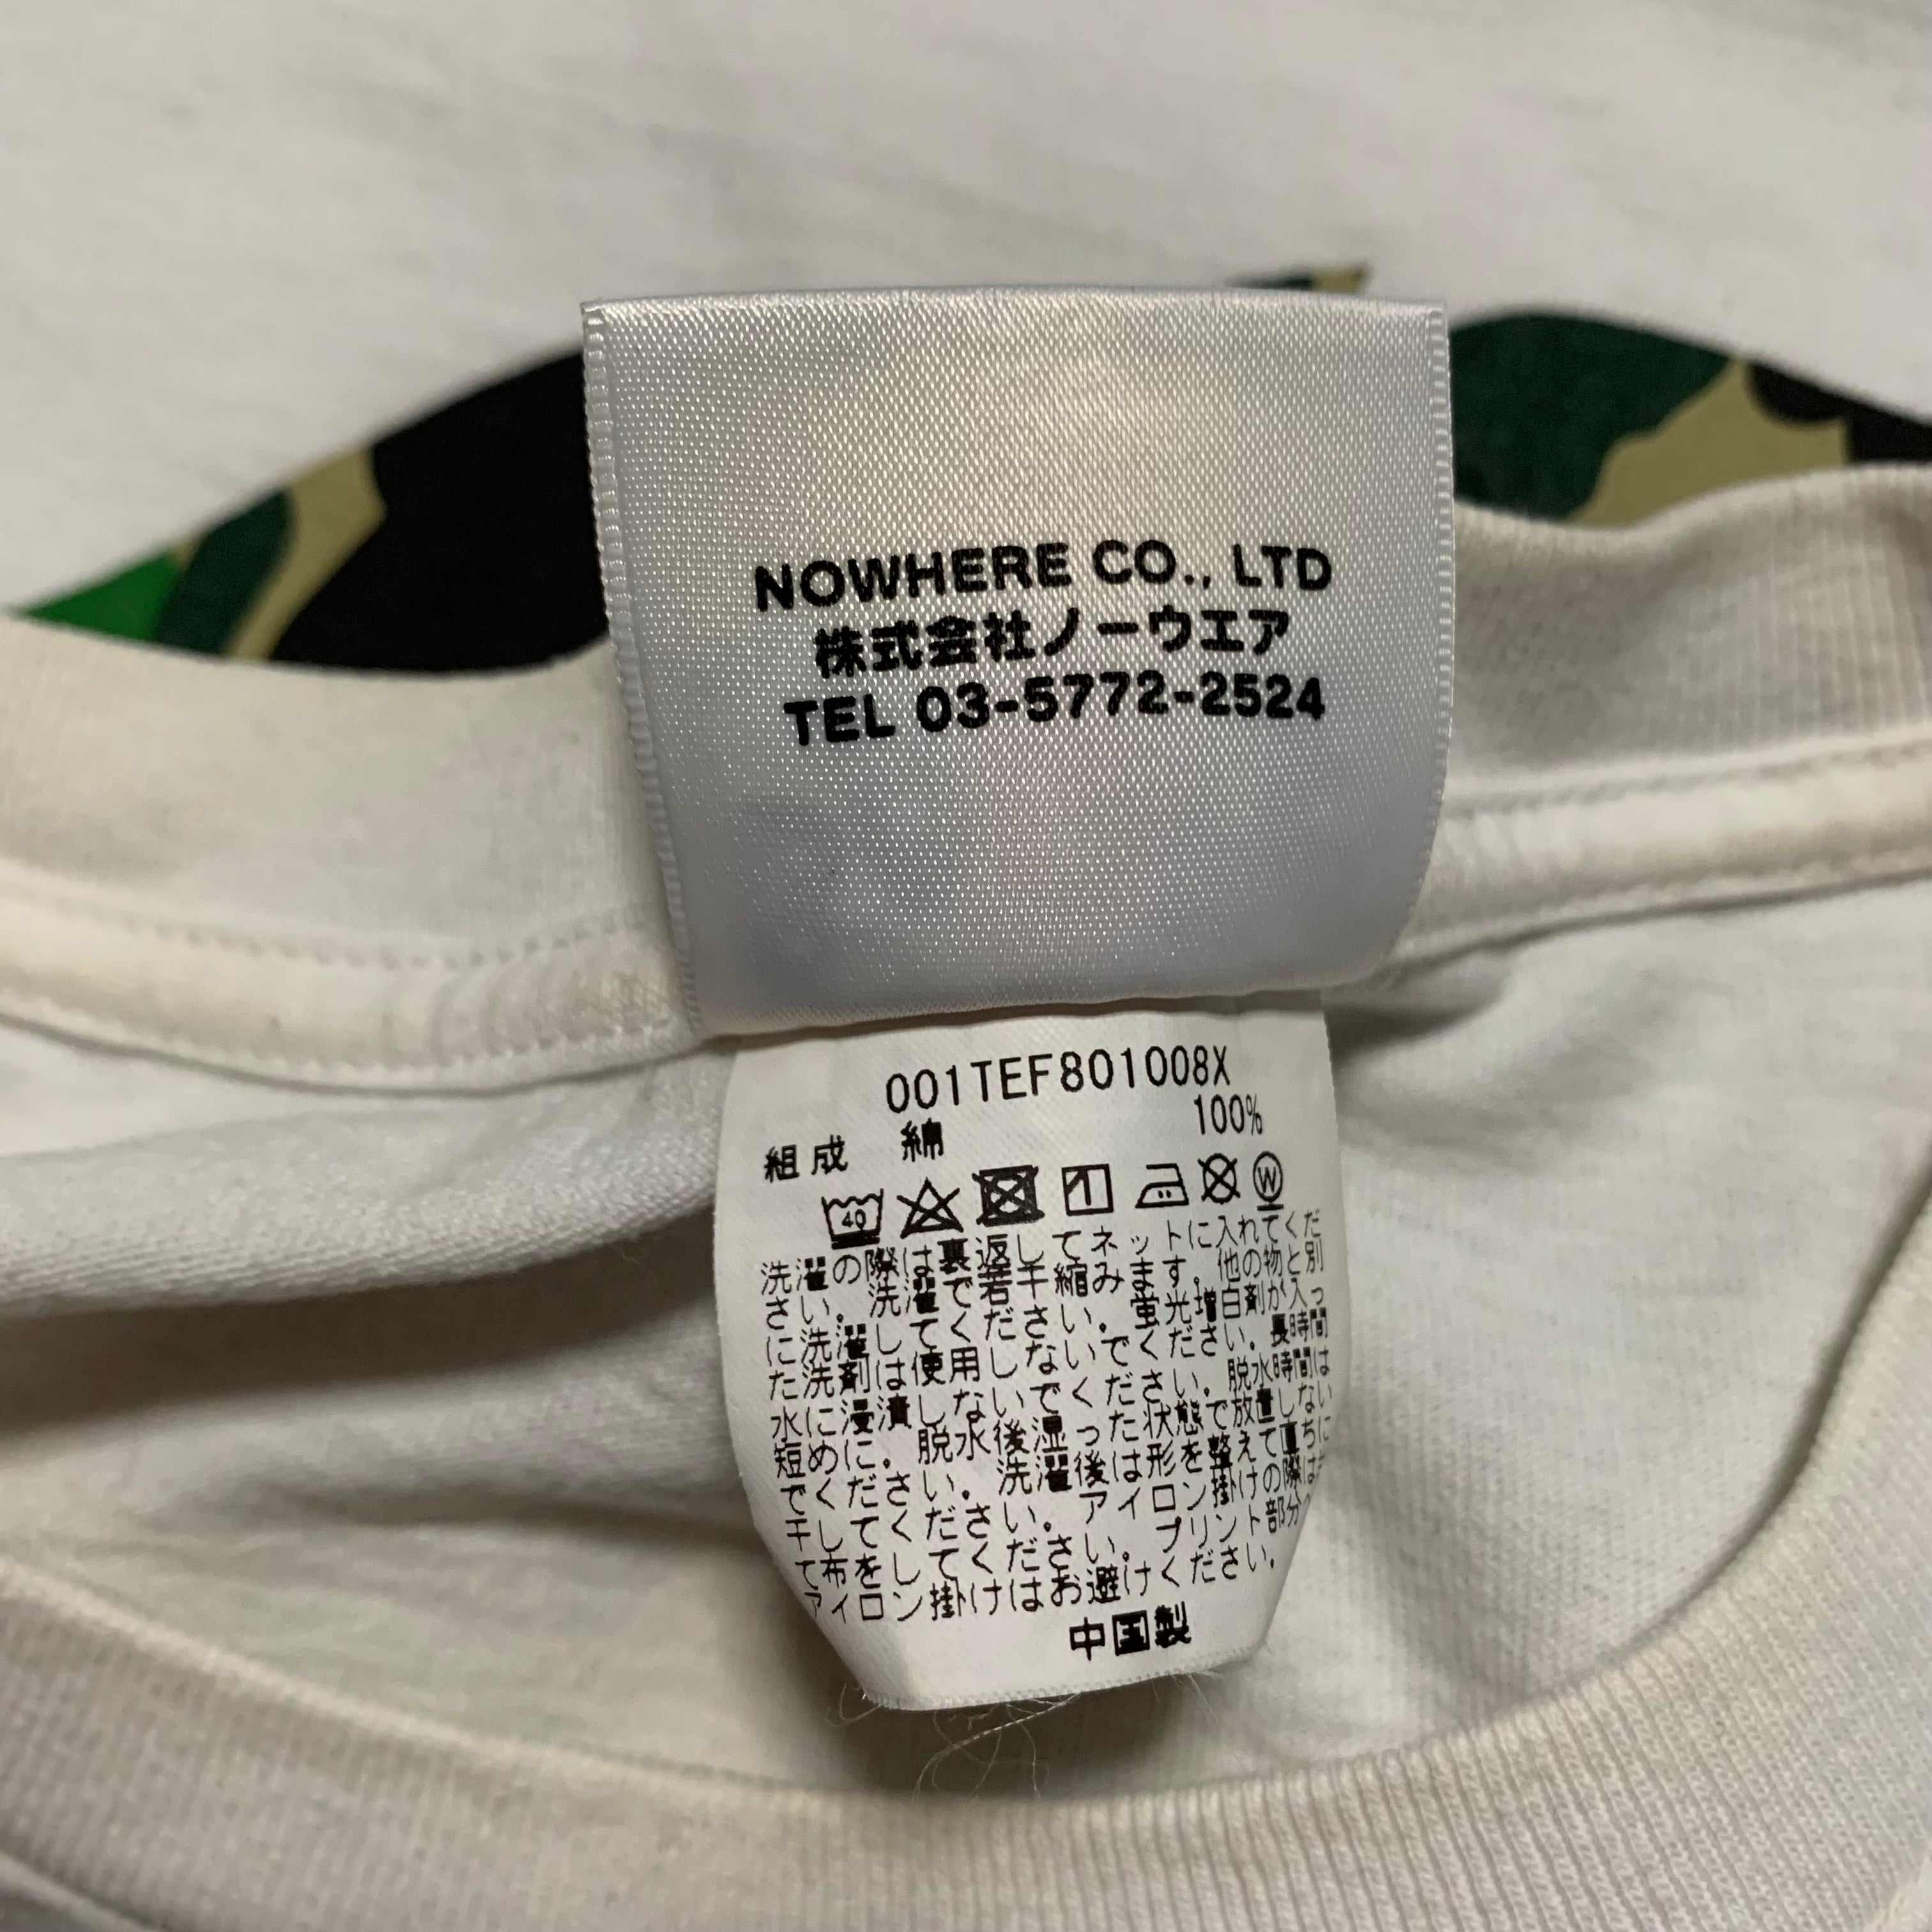 NOWHERE CO., LTD
株式会社ノーウエア
TEL 03-5772-2524
001TEF801008X
組成 綿 100%
40
W
洗濯の際は裏返してネットに入れてくだ
さい。洗濯で若干縮みます。他の物と別
に洗濯してください。蛍光増白剤が入っ
た洗剤は使用しないでください。長時間
水に浸漬しないでください。脱水時間は
短めに。脱水後湿った状態で放置しない
でください。洗濯後は形を整えて直ちに
干してください。アイロン掛けの際は
て布をしてください。プリント部分
アイロン掛けはお避けください。
中国製